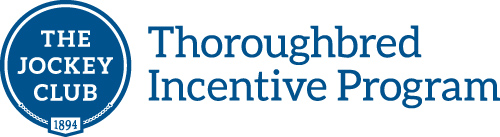 THE
JOCKEY
CLUB
1894
Thoroughbred
Incentive Program